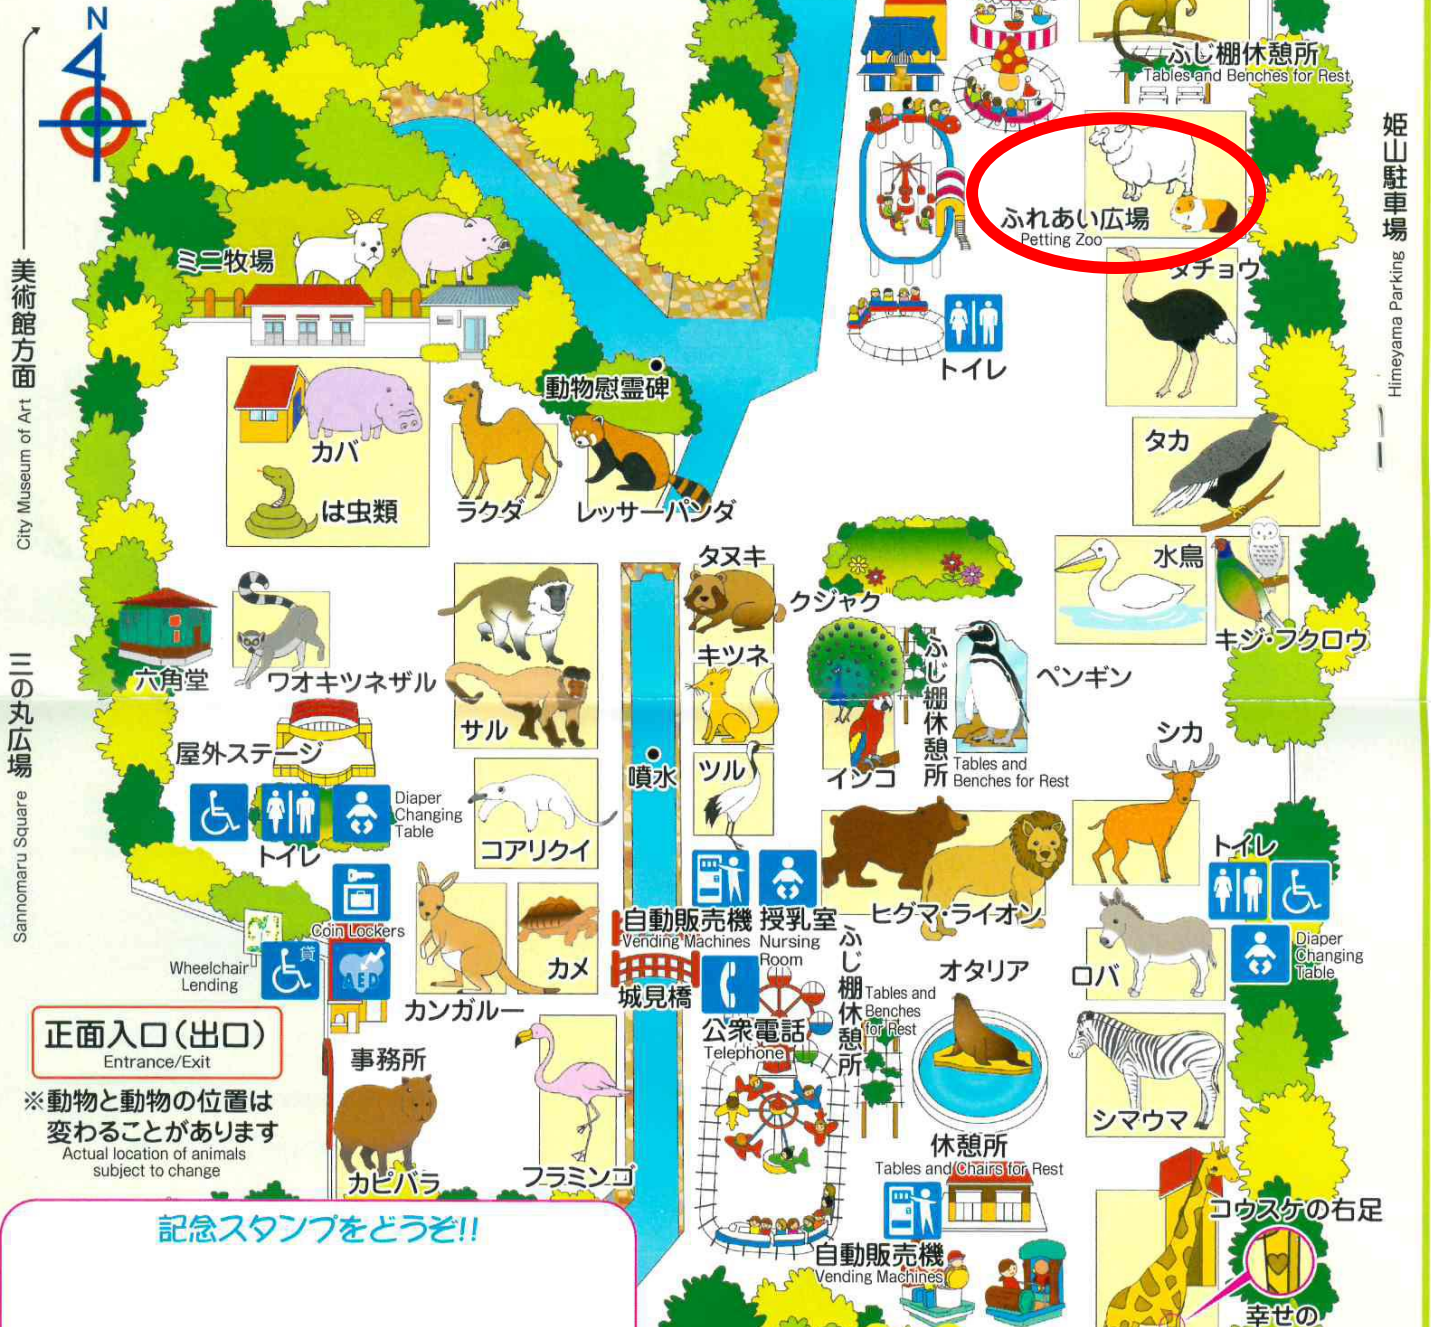 N
ふじ棚休憩所
Tables and Benches for Rest
ふれあい広場
Petting Zoo
ダチョウ
姫山駐車場
Himeyama Parking
美術館方面
City Museum of Art
ミニ牧場
動物慰霊碑
トイレ
カバ
は虫類
ラクダ
レッサーパンダ
タカ
水鳥
キジ・フクロウ
タヌキ
クジャク
キツネ
ふじ棚休憩所
Tables and
Benches for Rest
ペンギン
六角堂
ワオキツネザル
サル
三の丸広場
Sannomaru Square
屋外ステージ
噴水
ツル
インコ
シカ
Diaper
Changing
Table
トイレ
コアリクイ
トイレ
Coin Lockers
自動販売機
Vending Machines
授乳室
Nursing
Room
ヒグマ・ライオン
Diaper
Changing
Table
Wheelchair
Lending
貸
AED
カンガルー
カメ
城見橋
公衆電話
Telephone
ふじ棚休憩所
Tables and
Benches
for Rest
オタリア
ロバ
正面入口(出口)
Entrance/Exit
事務所
※動物と動物の位置は
変わることがあります
Actual location of animals
subject to change
カピバラ
フラミンゴ
シマウマ
休憩所
Tables and Chairs for Rest
自動販売機
Vending Machines
記念スタンプをどうぞ!!
コウスケの右足
幸せの